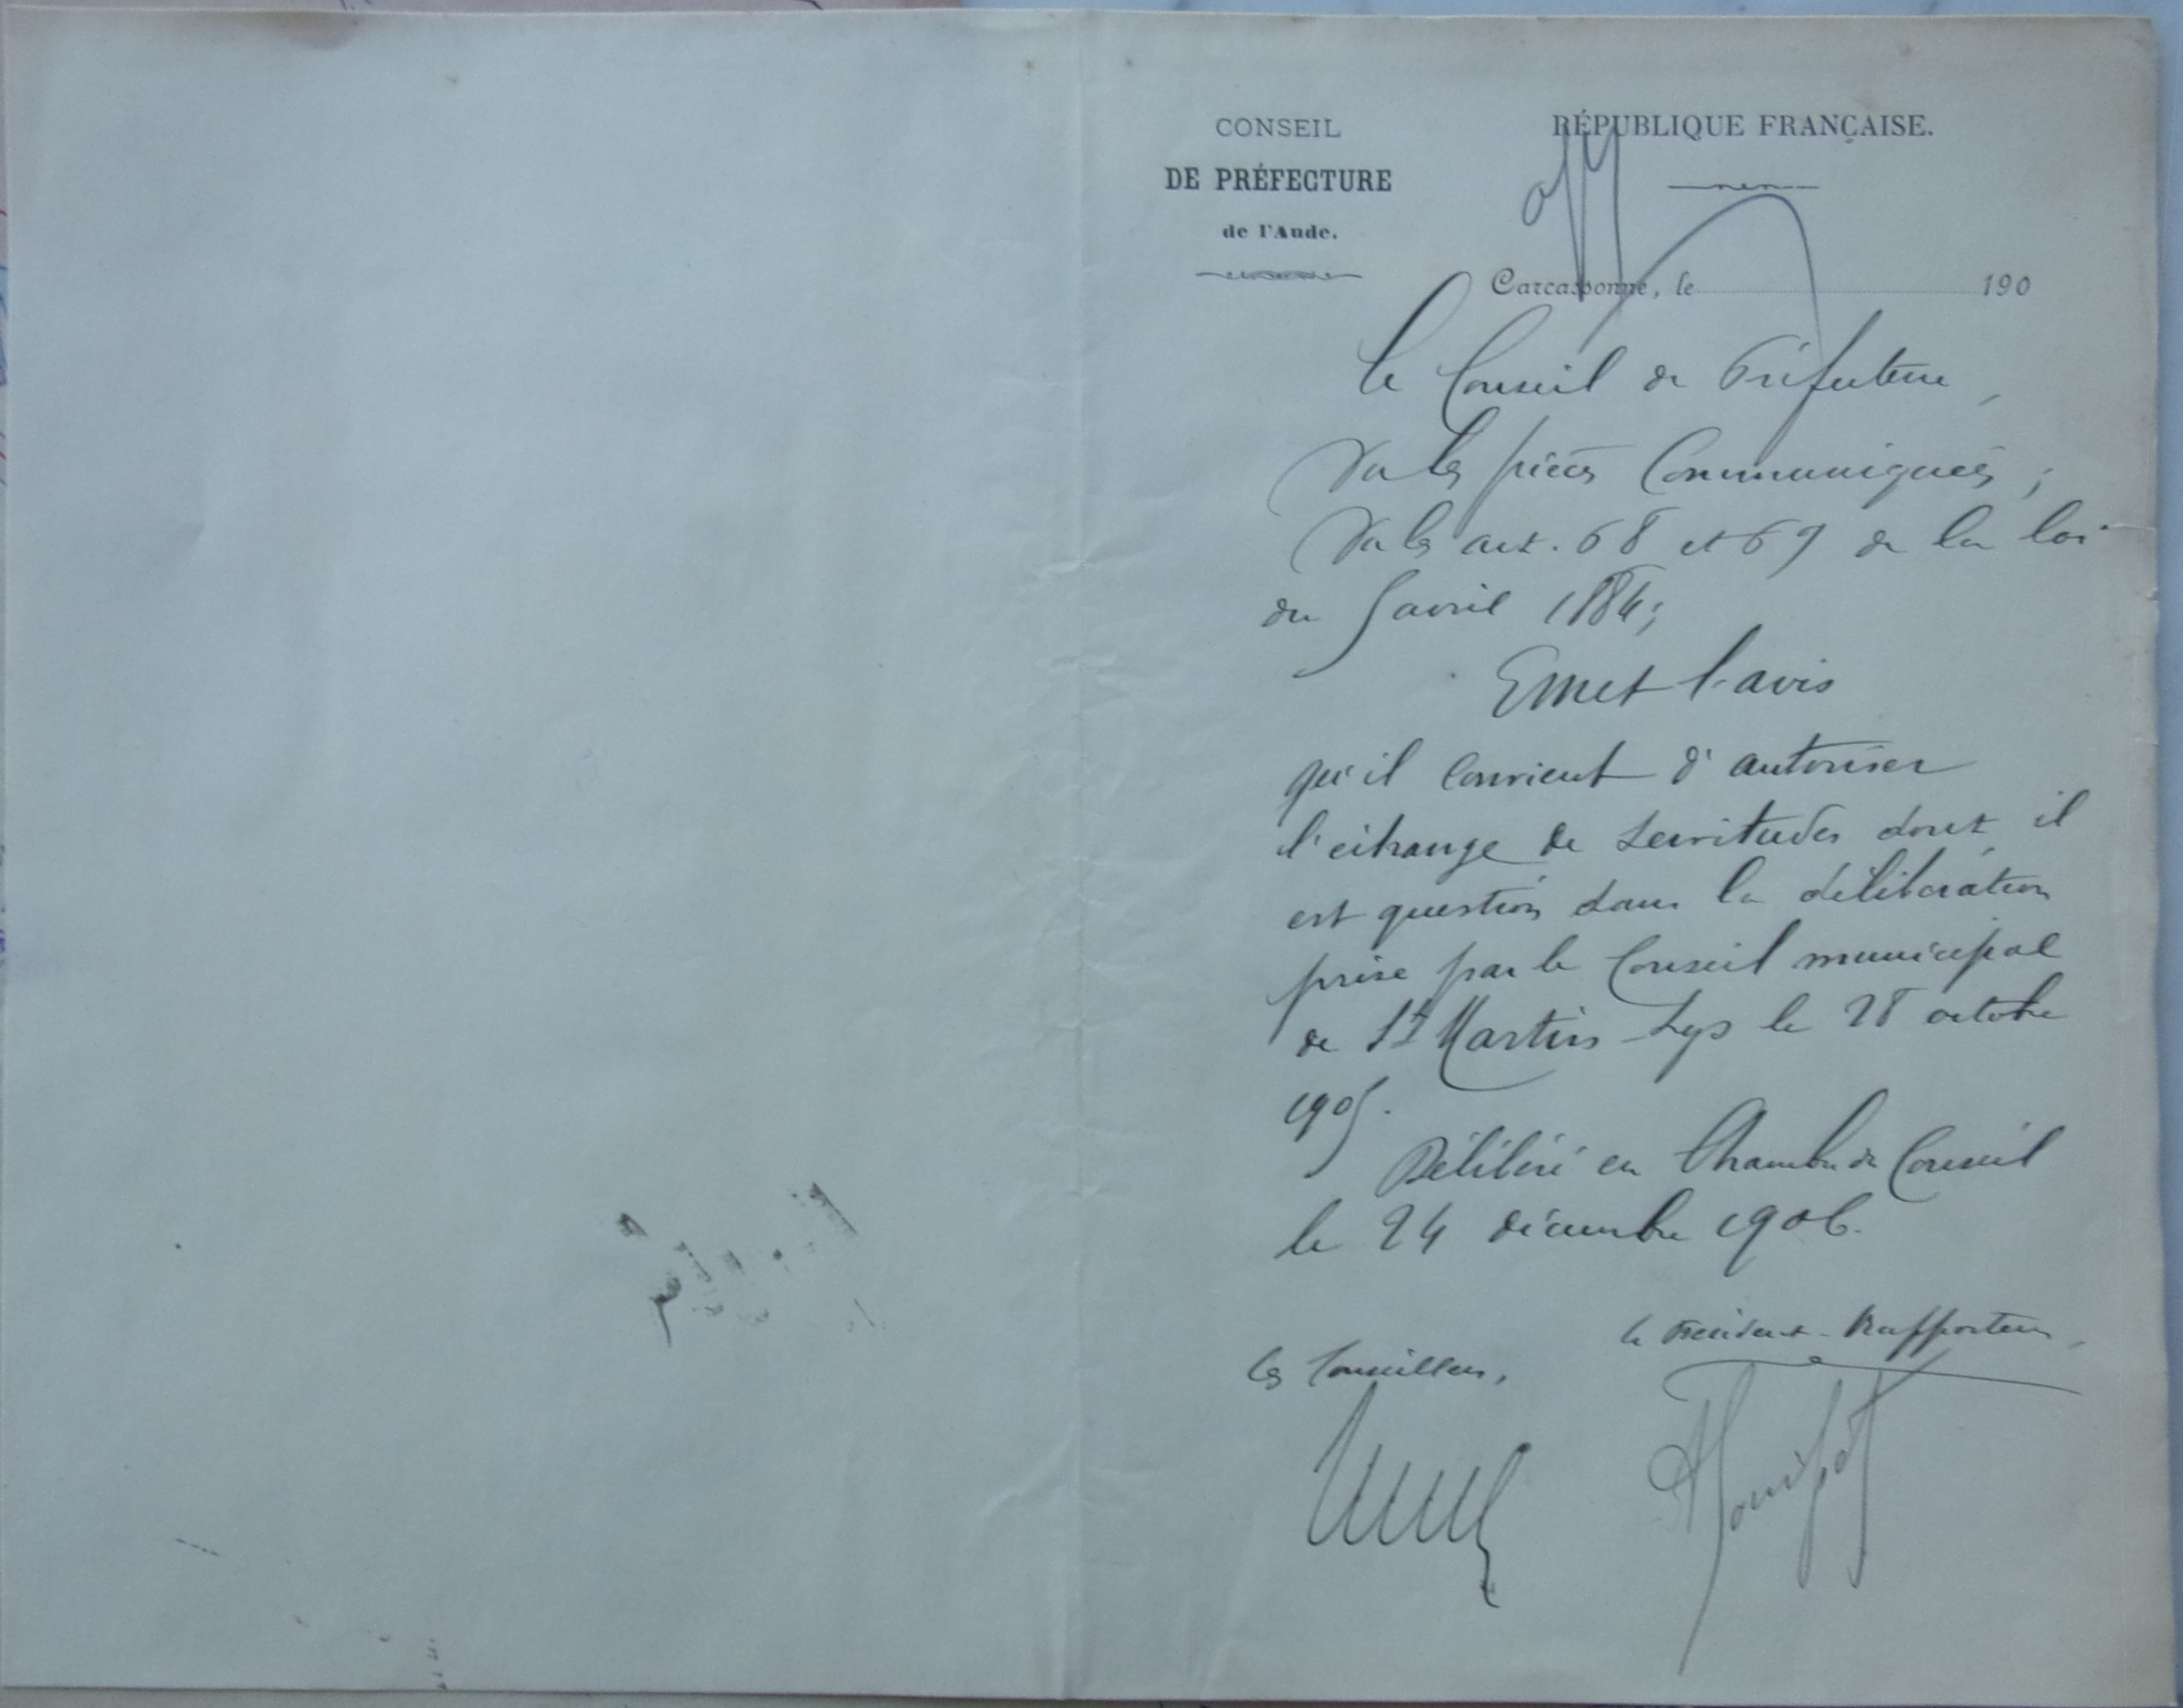 CONSEIL
DE PRÉFECTURE
de l'Aude.
RÉPUBLIQUE FRANÇAISE.
Carcassonne, le 190
Le Conseil de Préfecture,
Vu les pièces Communiquées ;
Vu les art. 68 et 69 de la loi
du 5 avril 1884;
Emet l'avis
qu'il convient d'autoriser
l'échange de servitudes dont il
est question dans la délibération
prise par le Conseil municipal
de St Martin-Lys le 28 octobre
1905.
Délibéré en Chambre du Conseil
le 24 décembre 1906.
Le Président-Rapporteur,
Les Conseillers,